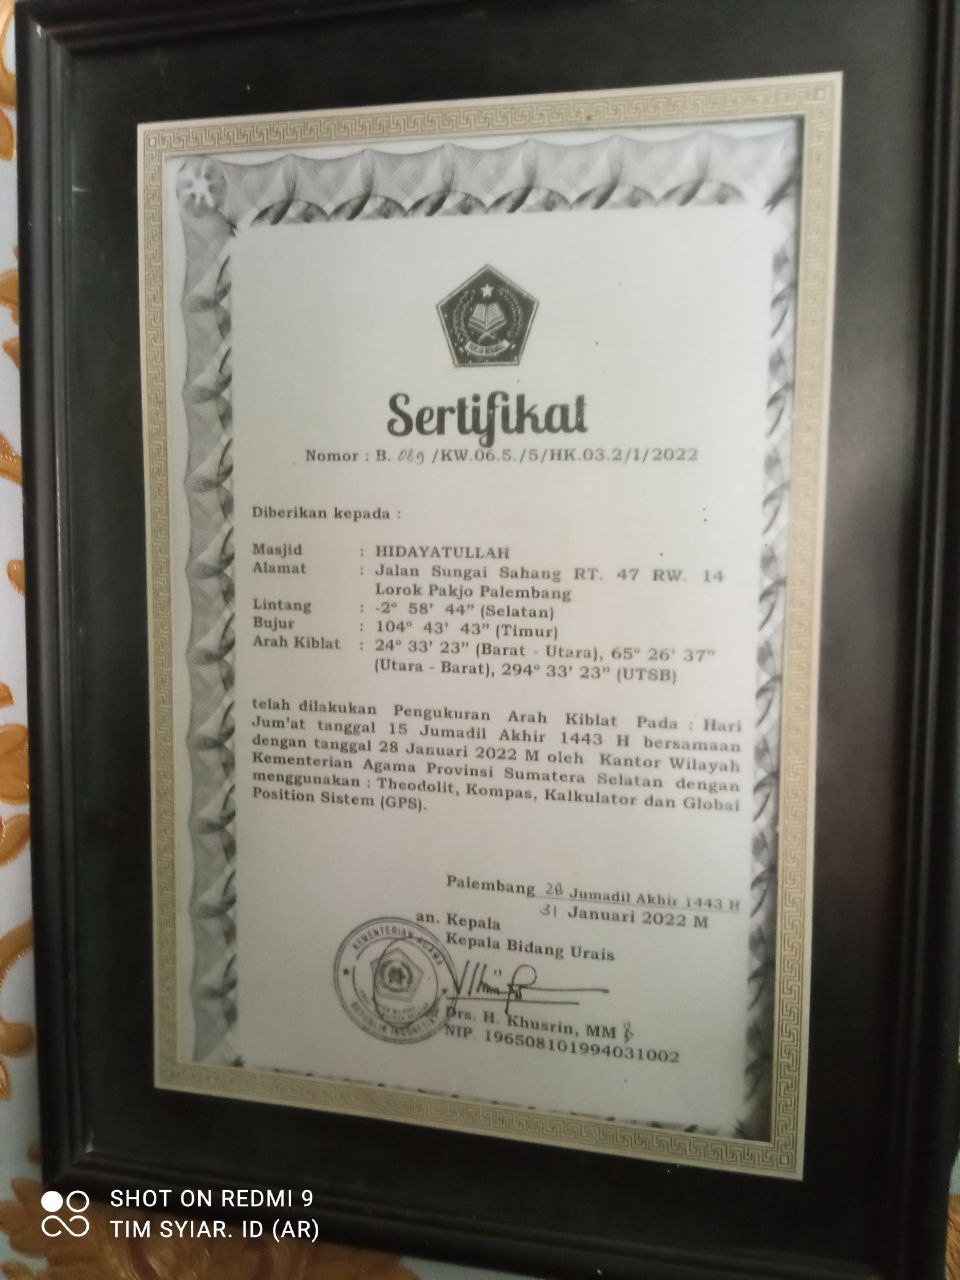 Sertifikat
Nomor : B. 089 /KW.06.5./5/HK.03.2/I/2022
Diberikan kepada :
Masjid : HIDAYATULLAH
Alamat : Jalan Sungai Sahang RT. 47 RW. 14
Lorok Pakjo Palembang
Lintang : -2° 58’ 44” (Selatan)
Bujur : 104° 43’ 43” (Timur)
Arah Kiblat : 24° 33’ 23” (Barat - Utara), 65° 26’ 37”
(Utara - Barat), 294° 33’ 23” (UTSB)
telah dilakukan Pengukuran Arah Kiblat Pada : Hari
Jum’at tanggal 15 Jumadil Akhir 1443 H bersamaan
dengan tanggal 28 Januari 2022 M oleh Kantor Wilayah
Kementerian Agama Provinsi Sumatera Selatan dengan
menggunakan : Theodolit, Kompas, Kalkulator dan Global
Position Sistem (GPS).
Palembang 28 Jumadil Akhir 1443 H
31 Januari 2022 M
an. Kepala
Kepala Bidang Urais
KEMENTERIAN AGAMA
REPUBLIK INDONESIA
Drs. H. Khusrin, MM
NIP. 196508101994031002
SHOT ON REDMI 9
TIM SYIAR. ID (AR)